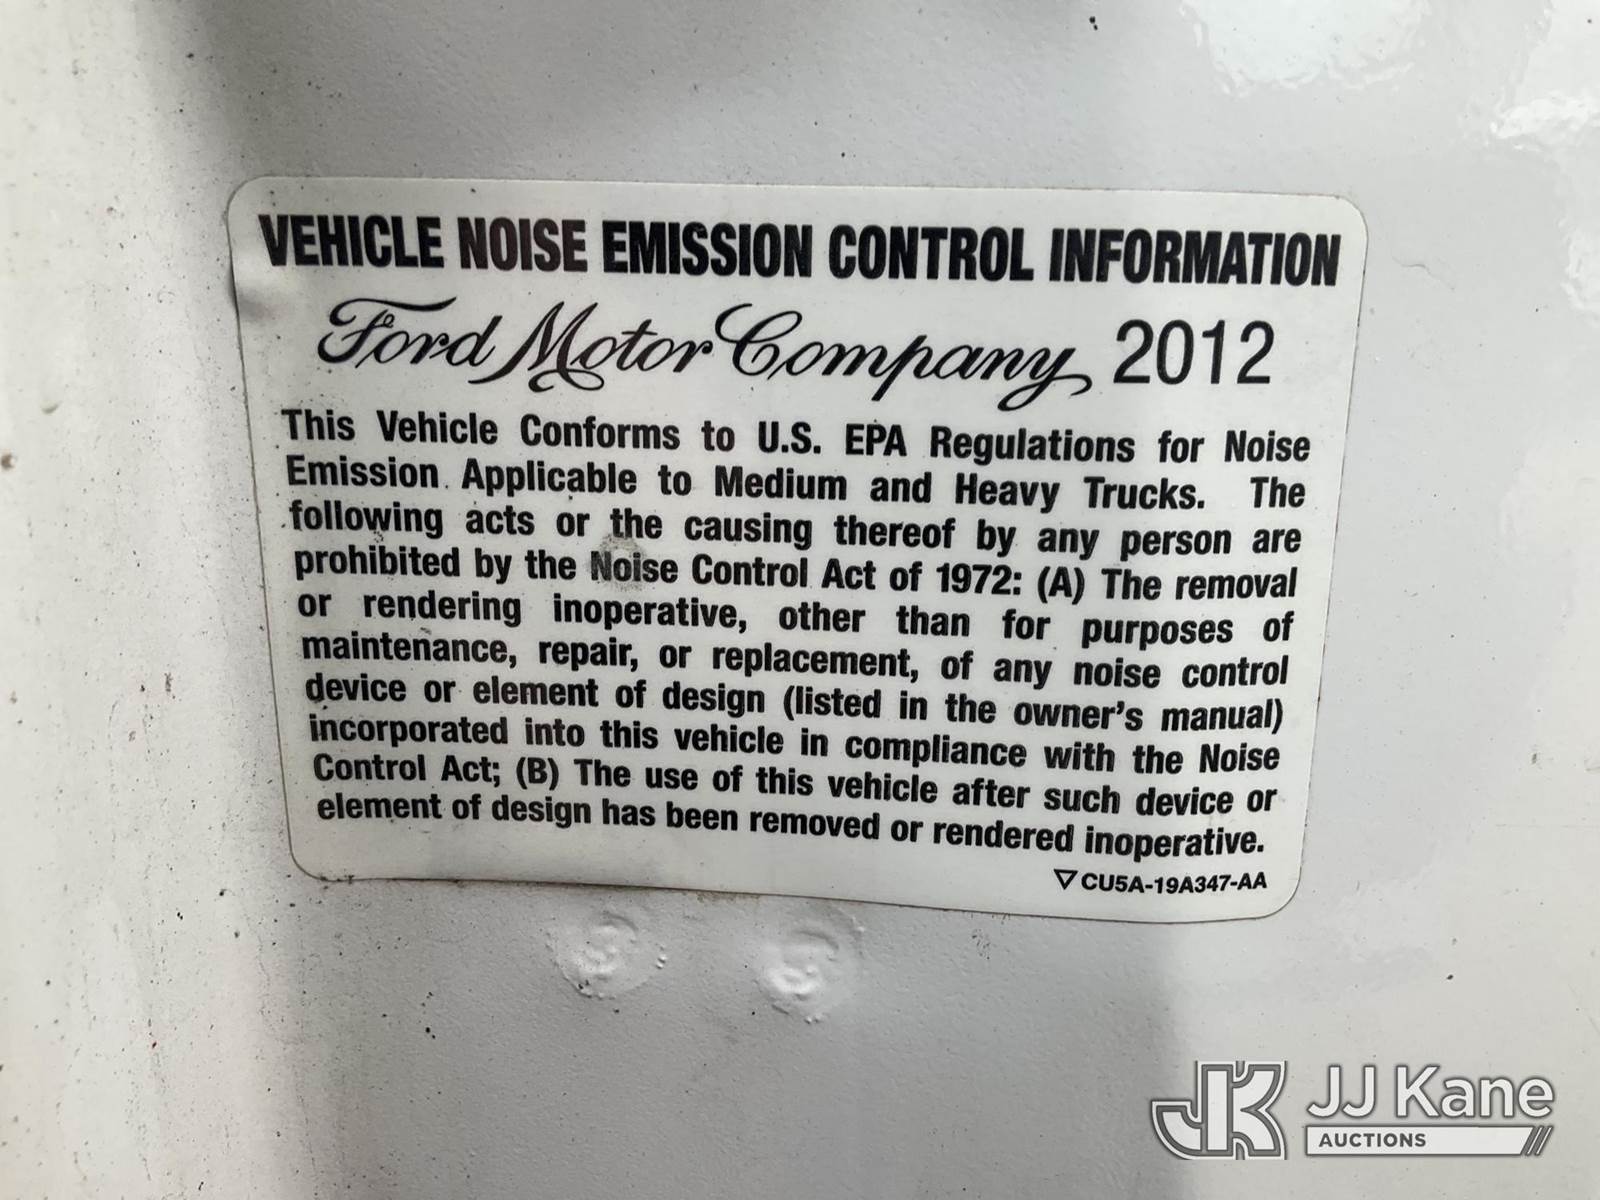 VEHICLE NOISE EMISSION CONTROL INFORMATION
Ford Motor Company 2012
This Vehicle Conforms to U.S. EPA Regulations for Noise
Emission Applicable to Medium and Heavy Trucks. The
following acts or the causing thereof by any person are
prohibited by the Noise Control Act of 1972: (A) The removal
or rendering inoperative, other than for purposes of
maintenance, repair, or replacement, of any noise control
device or element of design (listed in the owner's manual)
incorporated into this vehicle in compliance with the Noise
Control Act; (B) The use of this vehicle after such device or
element of design has been removed or rendered inoperative.
CU5A-19A347-AA
JK JJ Kane
AUCTIONS